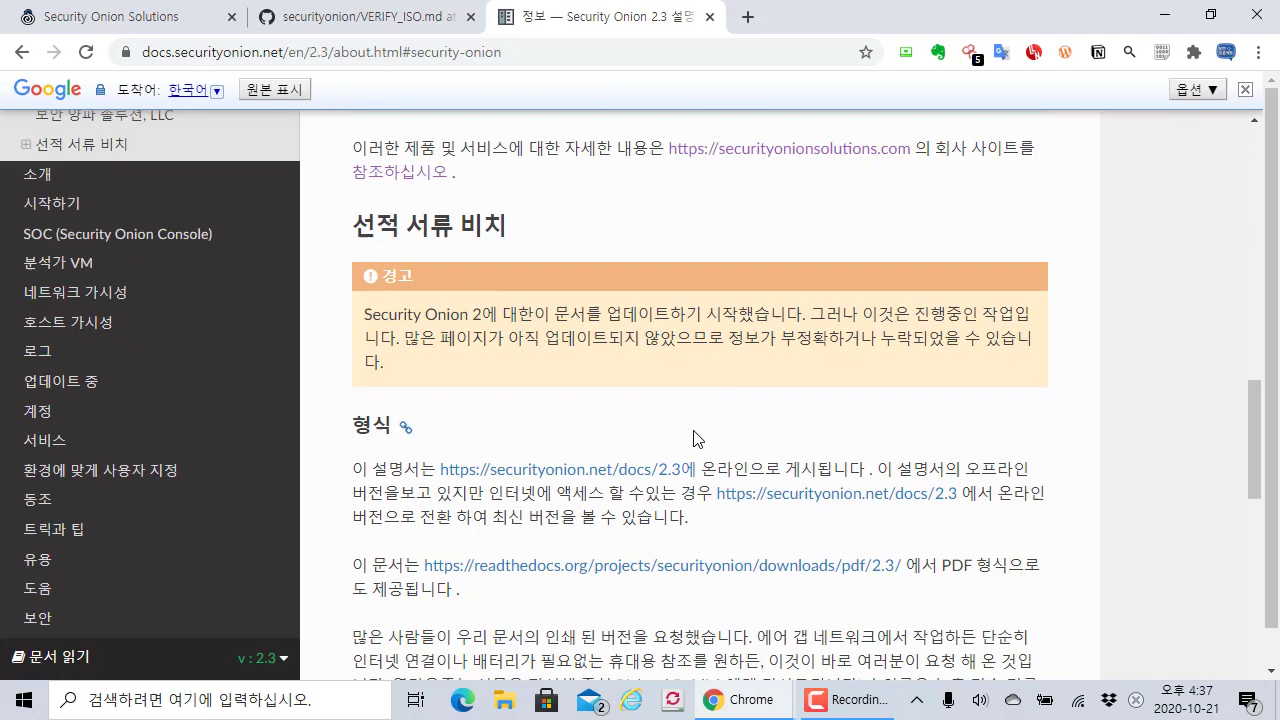 Security Onion Solutions
securityonion/VERIFY_ISO.md at
정보 — Security Onion 2.3 설명
docs.securityonion.net/en/2.3/about.html#security-onion
5
Google 도착어: 한국어 ▼ 원본 표시 옵션 ▼
보안 양파 솔루션, LLC
선적 서류 비치
소개
시작하기
SOC (Security Onion Console)
분석가 VM
네트워크 가시성
호스트 가시성
로그
업데이트 중
계정
서비스
환경에 맞게 사용자 지정
동조
트릭과 팁
유용
도움
보안
문서 읽기 v : 2.3
이러한 제품 및 서비스에 대한 자세한 내용은 https://securityonionsolutions.com 의 회사 사이트를
참조하십시오 .
선적 서류 비치
경고
Security Onion 2에 대한이 문서를 업데이트하기 시작했습니다. 그러나 이것은 진행중인 작업입
니다. 많은 페이지가 아직 업데이트되지 않았으므로 정보가 부정확하거나 누락되었을 수 있습니
다.
형식
이 설명서는 https://securityonion.net/docs/2.3에 온라인으로 게시됩니다 . 이 설명서의 오프라인
버전을보고 있지만 인터넷에 액세스 할 수있는 경우 https://securityonion.net/docs/2.3 에서 온라인
버전으로 전환 하여 최신 버전을 볼 수 있습니다.
이 문서는 https://readthedocs.org/projects/securityonion/downloads/pdf/2.3/ 에서 PDF 형식으로
도 제공됩니다 .
많은 사람들이 우리 문서의 인쇄 된 버전을 요청했습니다. 에어 갭 네트워크에서 작업하든 단순히
인터넷 연결이나 배터리가 필요없는 휴대용 참조를 원하든, 이것이 바로 여러분이 요청 해 온 것입
검색하려면 여기에 입력하십시오.
2
Chrome
Recordin...
오후 4:37
2020-10-21
7